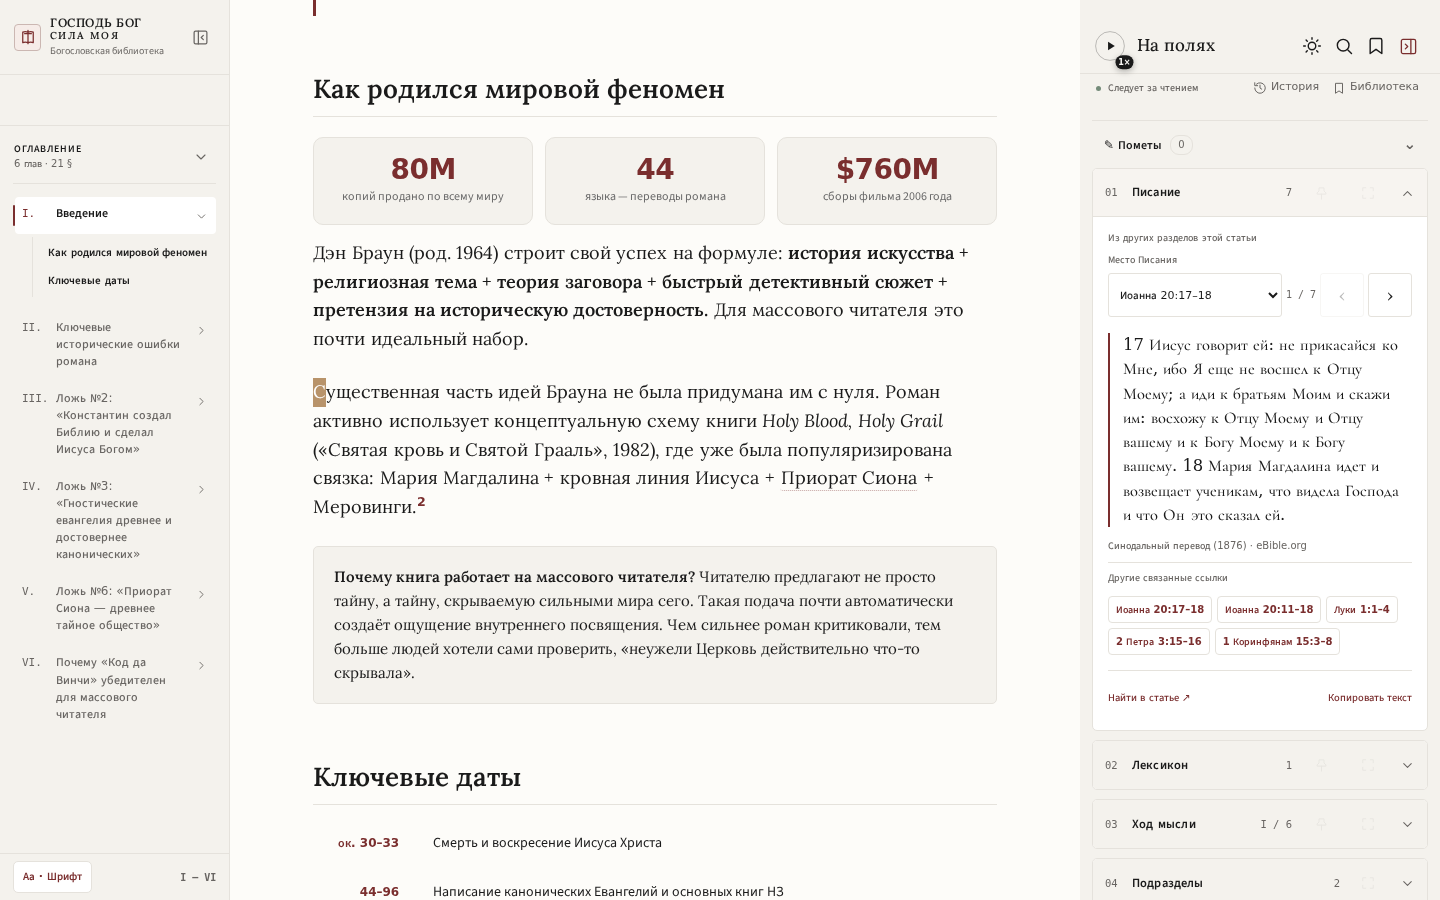 ГОСПОДЬ БОГ
СИЛА МОЯ
Богословская библиотека
ОГЛАВЛЕНИЕ
6 глав · 21 §
I. Введение
Как родился мировой феномен
Ключевые даты
II. Ключевые
исторические ошибки
романа
III. Ложь №2:
«Константин создал
Библию и сделал
Иисуса Богом»
IV. Ложь №3:
«Гностические
евангелия древнее и
достовернее
канонических»
V. Ложь №6: «Приорат
Сиона — древнее
тайное общество»
VI. Почему «Код да
Винчи» убедителен
для массового
читателя
Aa · Шрифт
I — VI
Как родился мировой феномен
80M
копий продано по всему миру
44
языка — переводы романа
$760M
сборы фильма 2006 года
Дэн Браун (род. 1964) строит свой успех на формуле: история искусства +
религиозная тема + теория заговора + быстрый детективный сюжет +
претензия на историческую достоверность. Для массового читателя это
почти идеальный набор.
Существенная часть идей Брауна не была придумана им с нуля. Роман
активно использует концептуальную схему книги Holy Blood, Holy Grail
(«Святая кровь и Святой Грааль», 1982), где уже была популяризирована
связка: Мария Магдалина + кровная линия Иисуса + Приорат Сиона +
Меровинги.2
Почему книга работает на массового читателя? Читателю предлагают не просто
тайну, а тайну, скрываемую сильными мира сего. Такая подача почти автоматически
создаёт ощущение внутреннего посвящения. Чем сильнее роман критиковали, тем
больше людей хотели сами проверить, «неужели Церковь действительно что-то
скрывала».
Ключевые даты
ок. 30–33 Смерть и воскресение Иисуса Христа
44–96 Написание канонических Евангелий и основных книг НЗ
1×
На полях
Следует за чтением
История
Библиотека
✎ Пометы 0
01 Писание 7
Из других разделов этой статьи
Место Писания
Иоанна 20:17–18
1 / 7
17 Иисус говорит ей: не прикасайся ко
Мне, ибо Я еще не восшел к Отцу
Моему; а иди к братьям Моим и скажи
им: восхожу к Отцу Моему и Отцу
вашему и к Богу Моему и к Богу
вашему. 18 Мария Магдалина идет и
возвещает ученикам, что видела Господа
и что Он это сказал ей.
Синодальный перевод (1876) · eBible.org
Другие связанные ссылки
Иоанна 20:17–18
Иоанна 20:11–18
Луки 1:1–4
2 Петра 3:15–16
1 Коринфянам 15:3–8
Найти в статье ↗
Копировать текст
02 Лексикон 1
03 Ход мысли I / 6
04 Подразделы 2